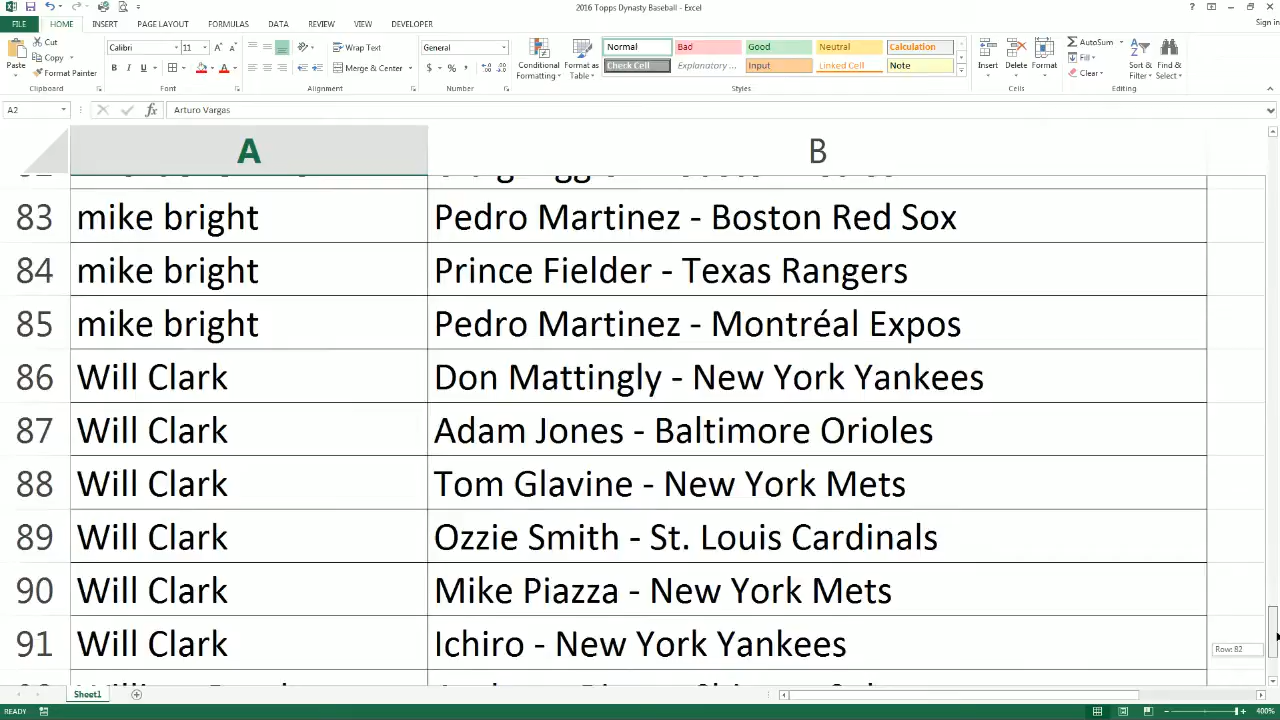 2016 Topps Dynasty Baseball - Excel
Sign in
FILE HOME INSERT PAGE LAYOUT FORMULAS DATA REVIEW VIEW DEVELOPER
Paste
Cut
Copy
Format Painter
Clipboard
Calibri 11
B I U
Font
Wrap Text
Merge & Center
Alignment
General
$ % ,
Number
Conditional Formatting
Format as Table
Normal Bad Good Neutral Calculation
Check Cell Explanatory ... Input Linked Cell Note
Styles
Insert Delete Format
Cells
AutoSum
Fill
Clear
Sort & Filter
Find & Select
Editing
A2 fx Arturo Vargas
A B
83 mike bright Pedro Martinez - Boston Red Sox
84 mike bright Prince Fielder - Texas Rangers
85 mike bright Pedro Martinez - Montréal Expos
86 Will Clark Don Mattingly - New York Yankees
87 Will Clark Adam Jones - Baltimore Orioles
88 Will Clark Tom Glavine - New York Mets
89 Will Clark Ozzie Smith - St. Louis Cardinals
90 Will Clark Mike Piazza - New York Mets
91 Will Clark Ichiro - New York Yankees
Row: 82
Sheet1
READY 400%